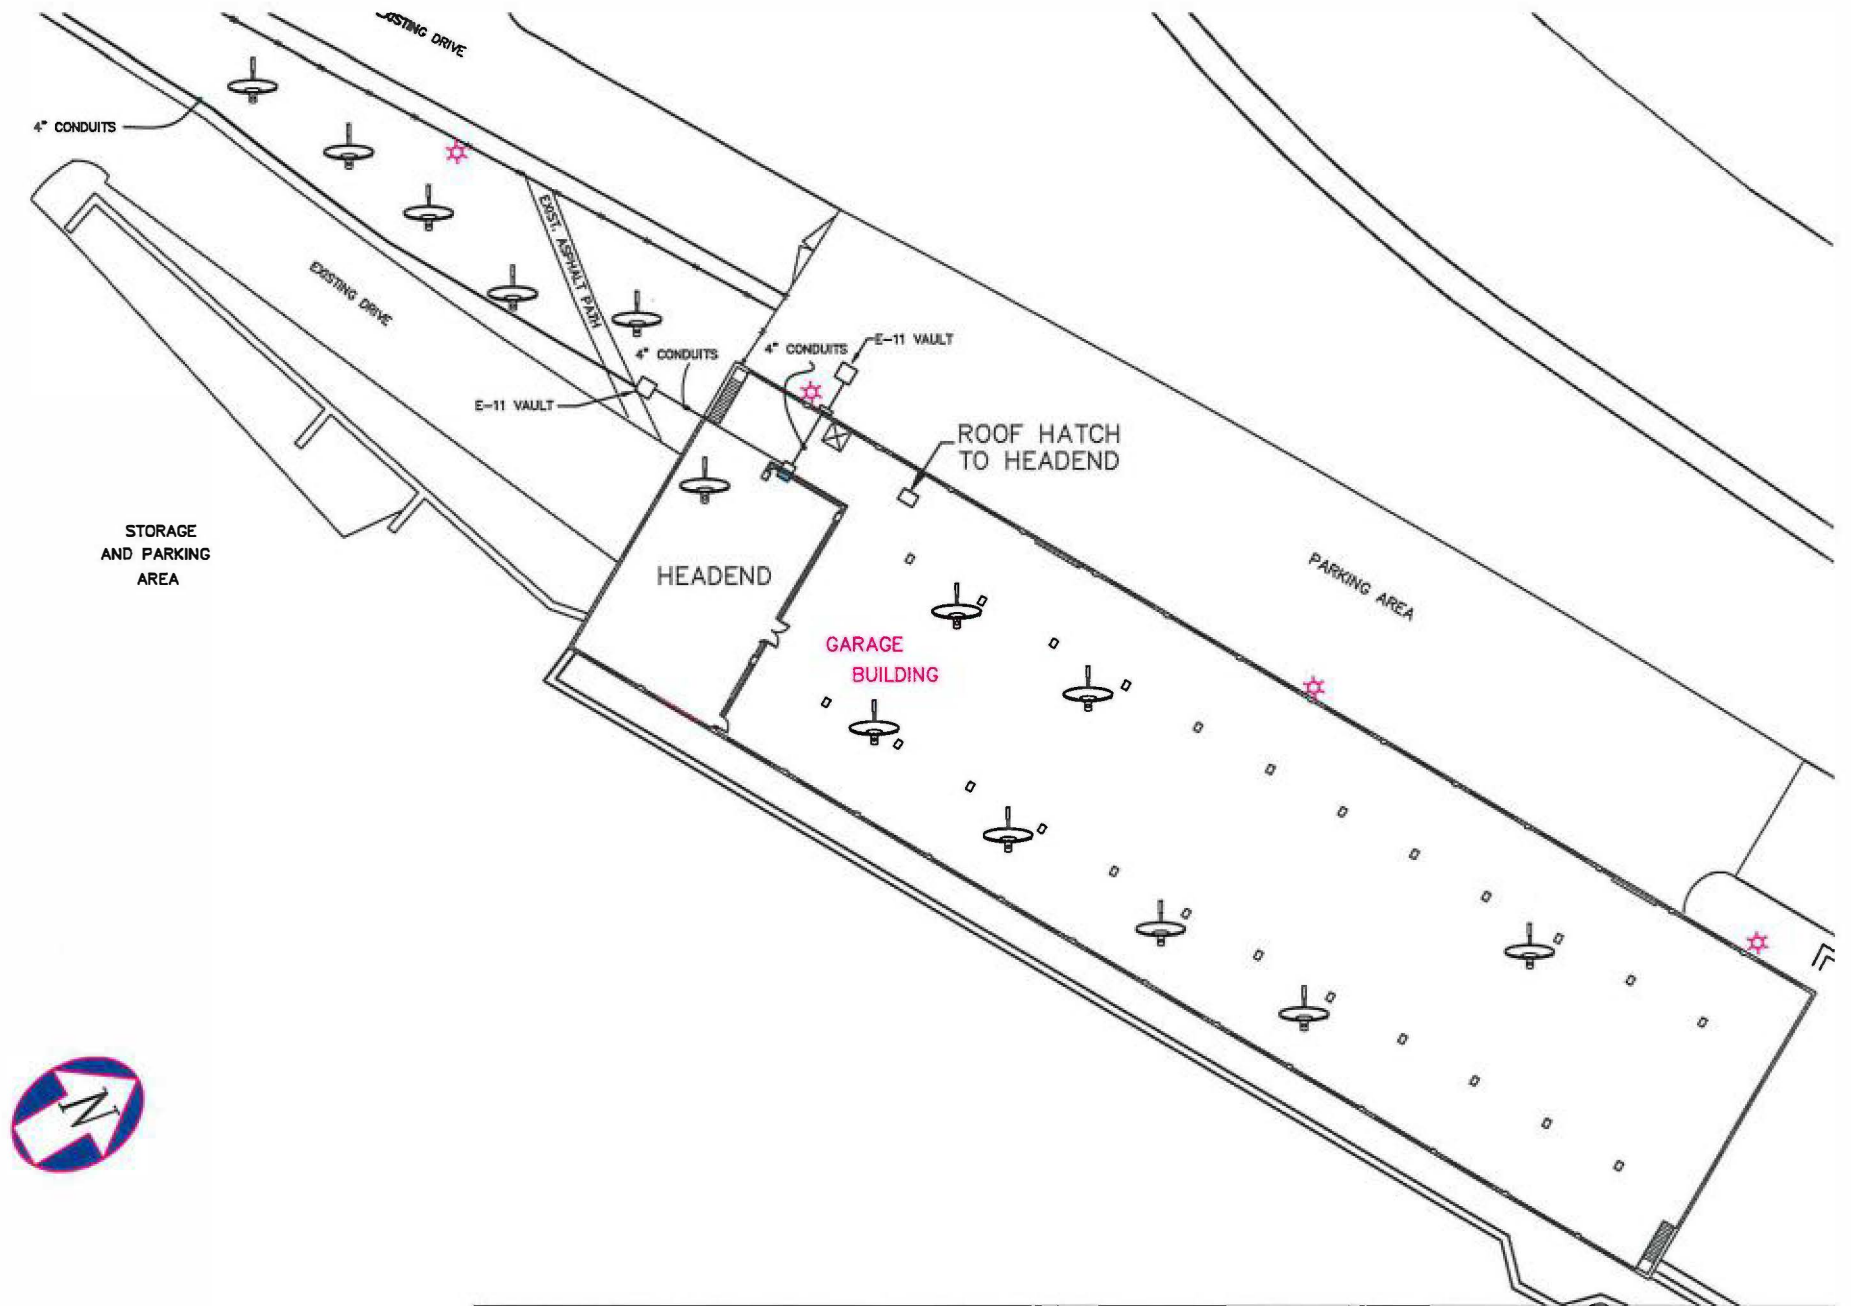 EXISTING DRIVE
4" CONDUITS
EXIST. ASPHALT PATH
EXISTING DRIVE
4" CONDUITS
4" CONDUITS
E-11 VAULT
E-11 VAULT
ROOF HATCH
TO HEADEND
STORAGE
AND PARKING
AREA
HEADEND
PARKING AREA
GARAGE
BUILDING
N